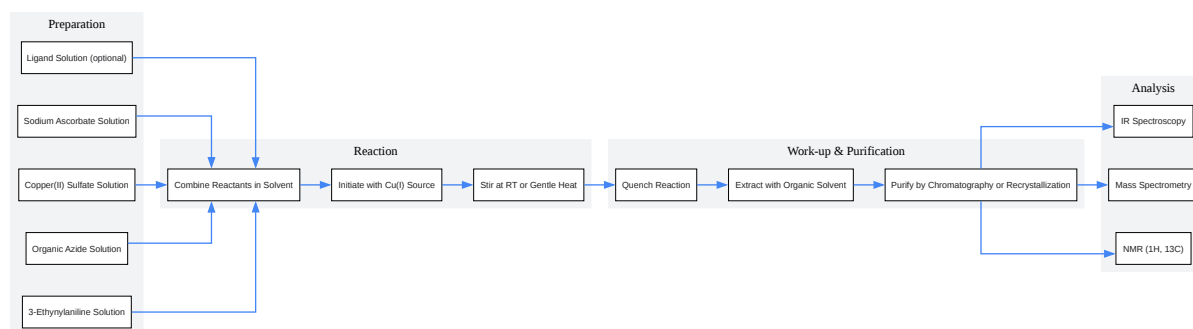 Preparation
Ligand Solution (optional)
Sodium Ascorbate Solution
Copper(II) Sulfate Solution
Organic Azide Solution
3-Ethynylaniline Solution
Reaction
Combine Reactants in Solvent
Initiate with Cu(I) Source
Stir at RT or Gentle Heat
Work-up & Purification
Quench Reaction
Extract with Organic Solvent
Purify by Chromatography or Recrystallization
Analysis
IR Spectroscopy
Mass Spectrometry
NMR (1H, 13C)